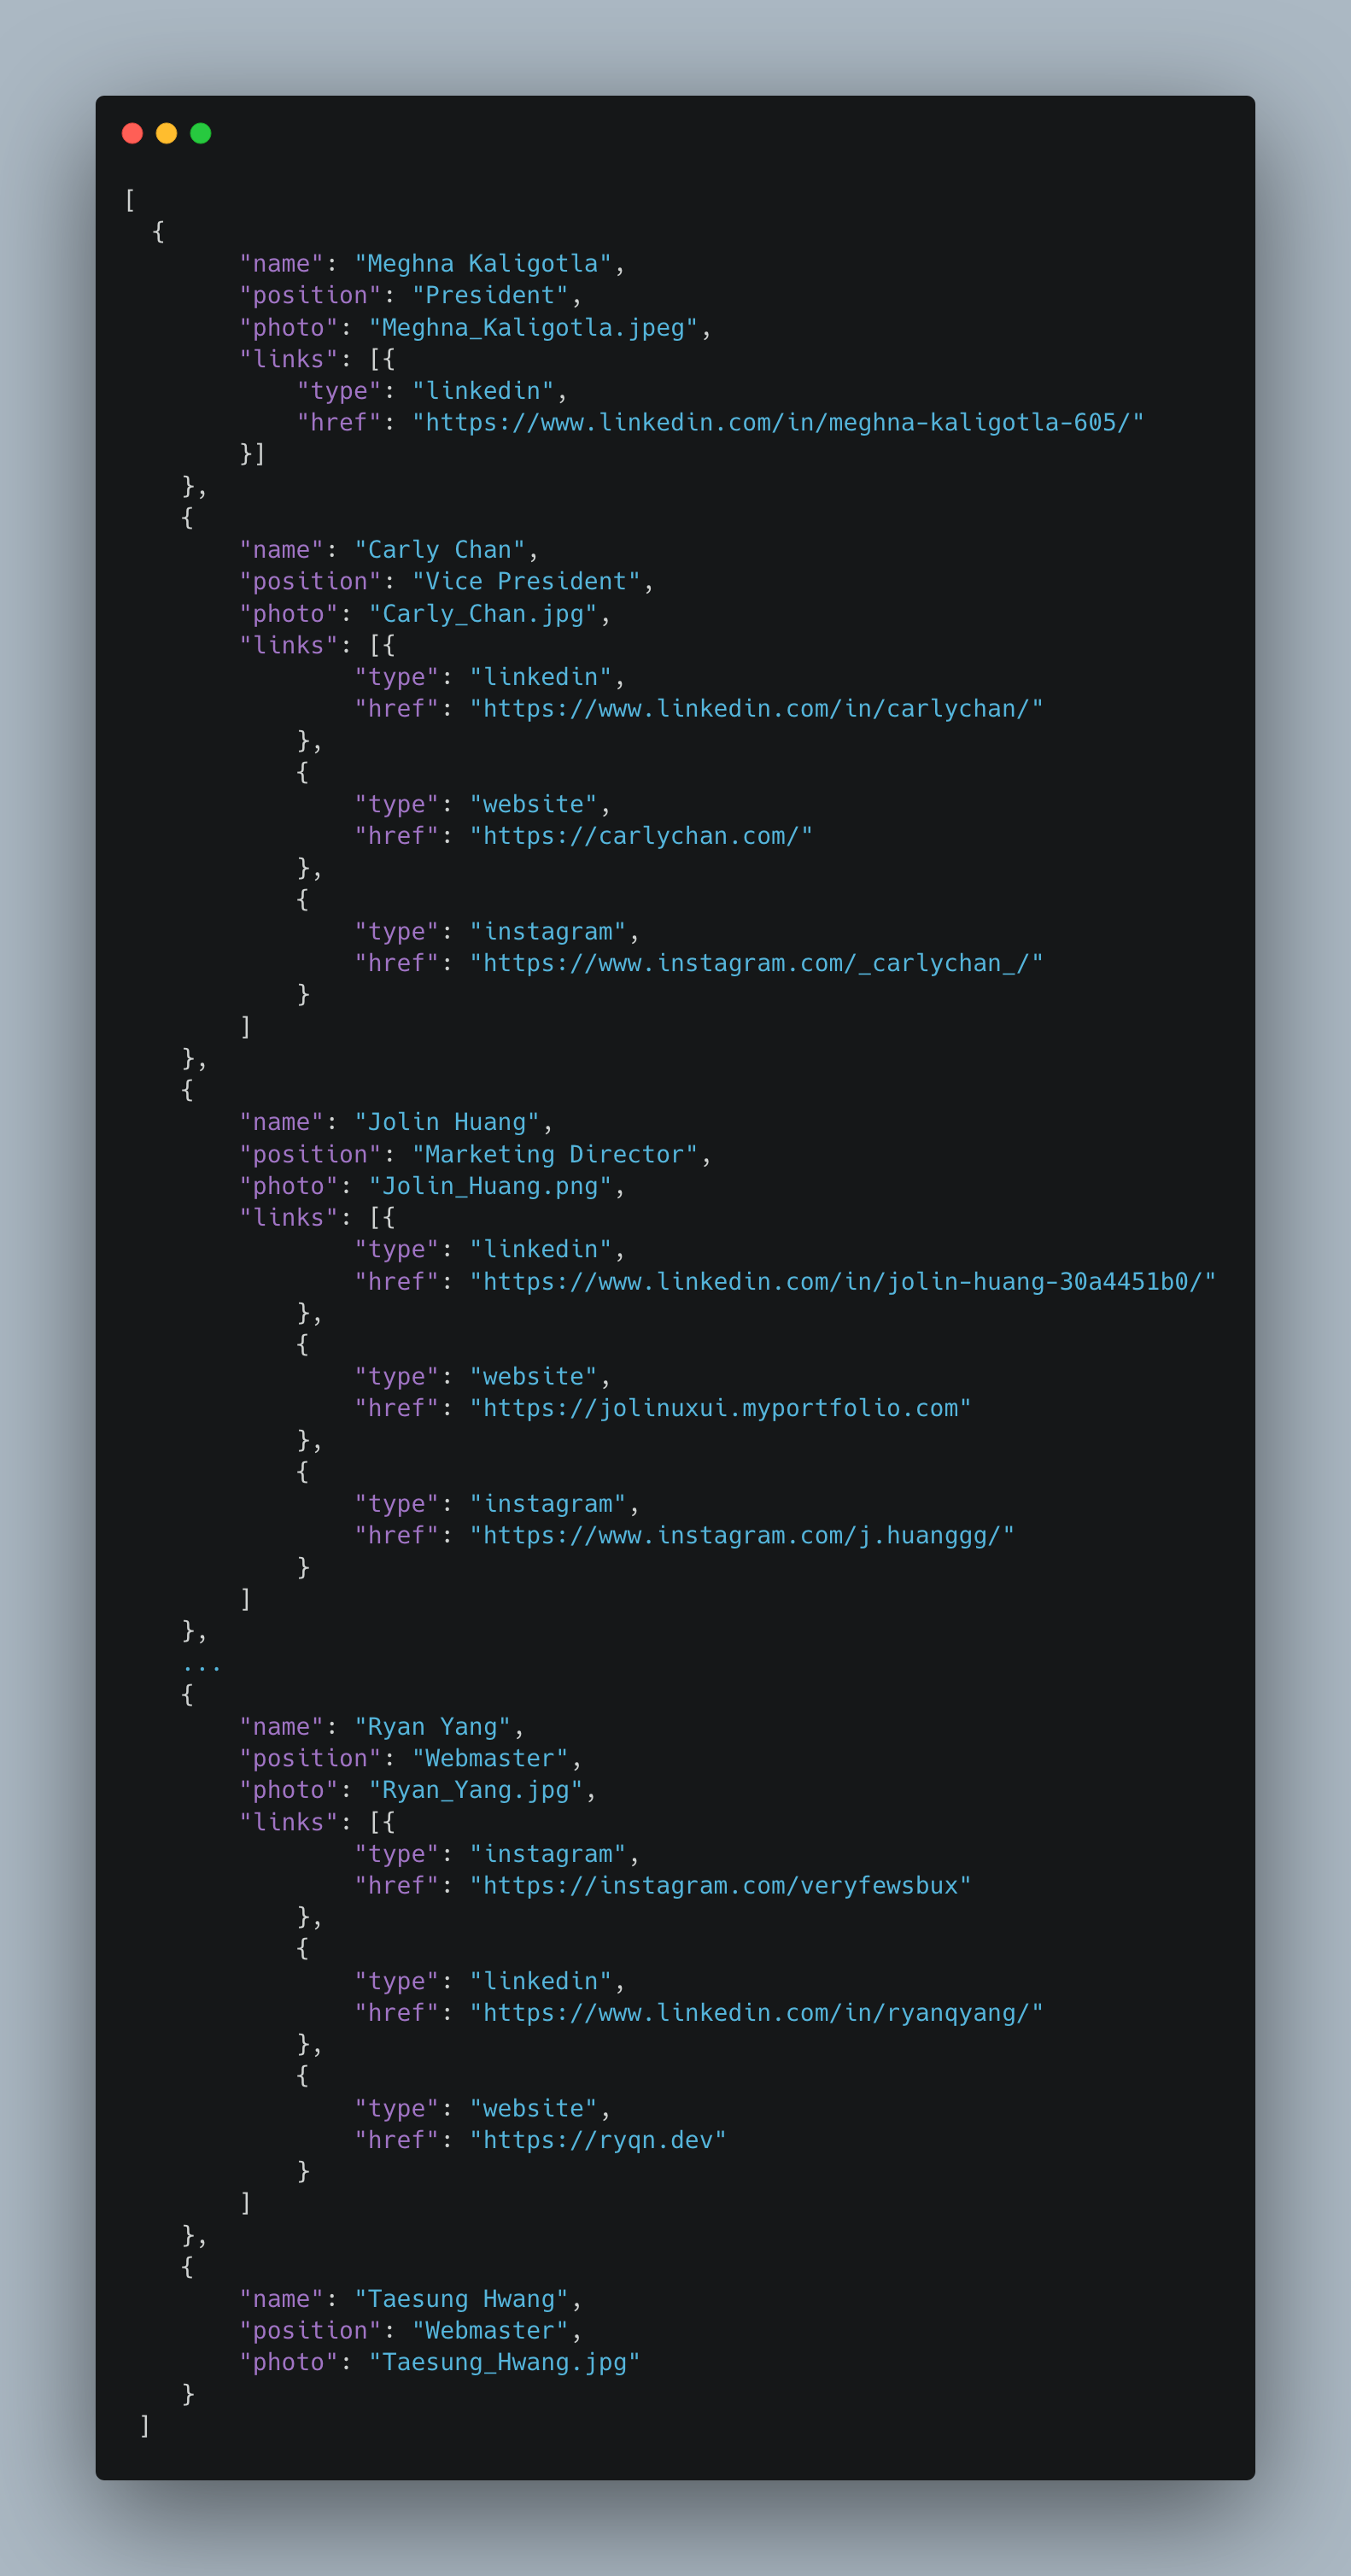 [
  {
        "name": "Meghna Kaligotla",
        "position": "President",
        "photo": "Meghna_Kaligotla.jpeg",
        "links": [{
            "type": "linkedin",
            "href": "https://www.linkedin.com/in/meghna-kaligotla-605/"
        }]
    },
    {
        "name": "Carly Chan",
        "position": "Vice President",
        "photo": "Carly_Chan.jpg",
        "links": [{
                "type": "linkedin",
                "href": "https://www.linkedin.com/in/carlychan/"
            },
            {
                "type": "website",
                "href": "https://carlychan.com/"
            },
            {
                "type": "instagram",
                "href": "https://www.instagram.com/_carlychan_/"
            }
        ]
    },
    {
        "name": "Jolin Huang",
        "position": "Marketing Director",
        "photo": "Jolin_Huang.png",
        "links": [{
                "type": "linkedin",
                "href": "https://www.linkedin.com/in/jolin-huang-30a4451b0/"
            },
            {
                "type": "website",
                "href": "https://jolinuxui.myportfolio.com"
            },
            {
                "type": "instagram",
                "href": "https://www.instagram.com/j.huanggg/"
            }
        ]
    },
    ...
    {
        "name": "Ryan Yang",
        "position": "Webmaster",
        "photo": "Ryan_Yang.jpg",
        "links": [{
                "type": "instagram",
                "href": "https://instagram.com/veryfewsbux"
            },
            {
                "type": "linkedin",
                "href": "https://www.linkedin.com/in/ryanqyang/"
            },
            {
                "type": "website",
                "href": "https://ryqn.dev"
            }
        ]
    },
    {
        "name": "Taesung Hwang",
        "position": "Webmaster",
        "photo": "Taesung_Hwang.jpg"
    }
 ]